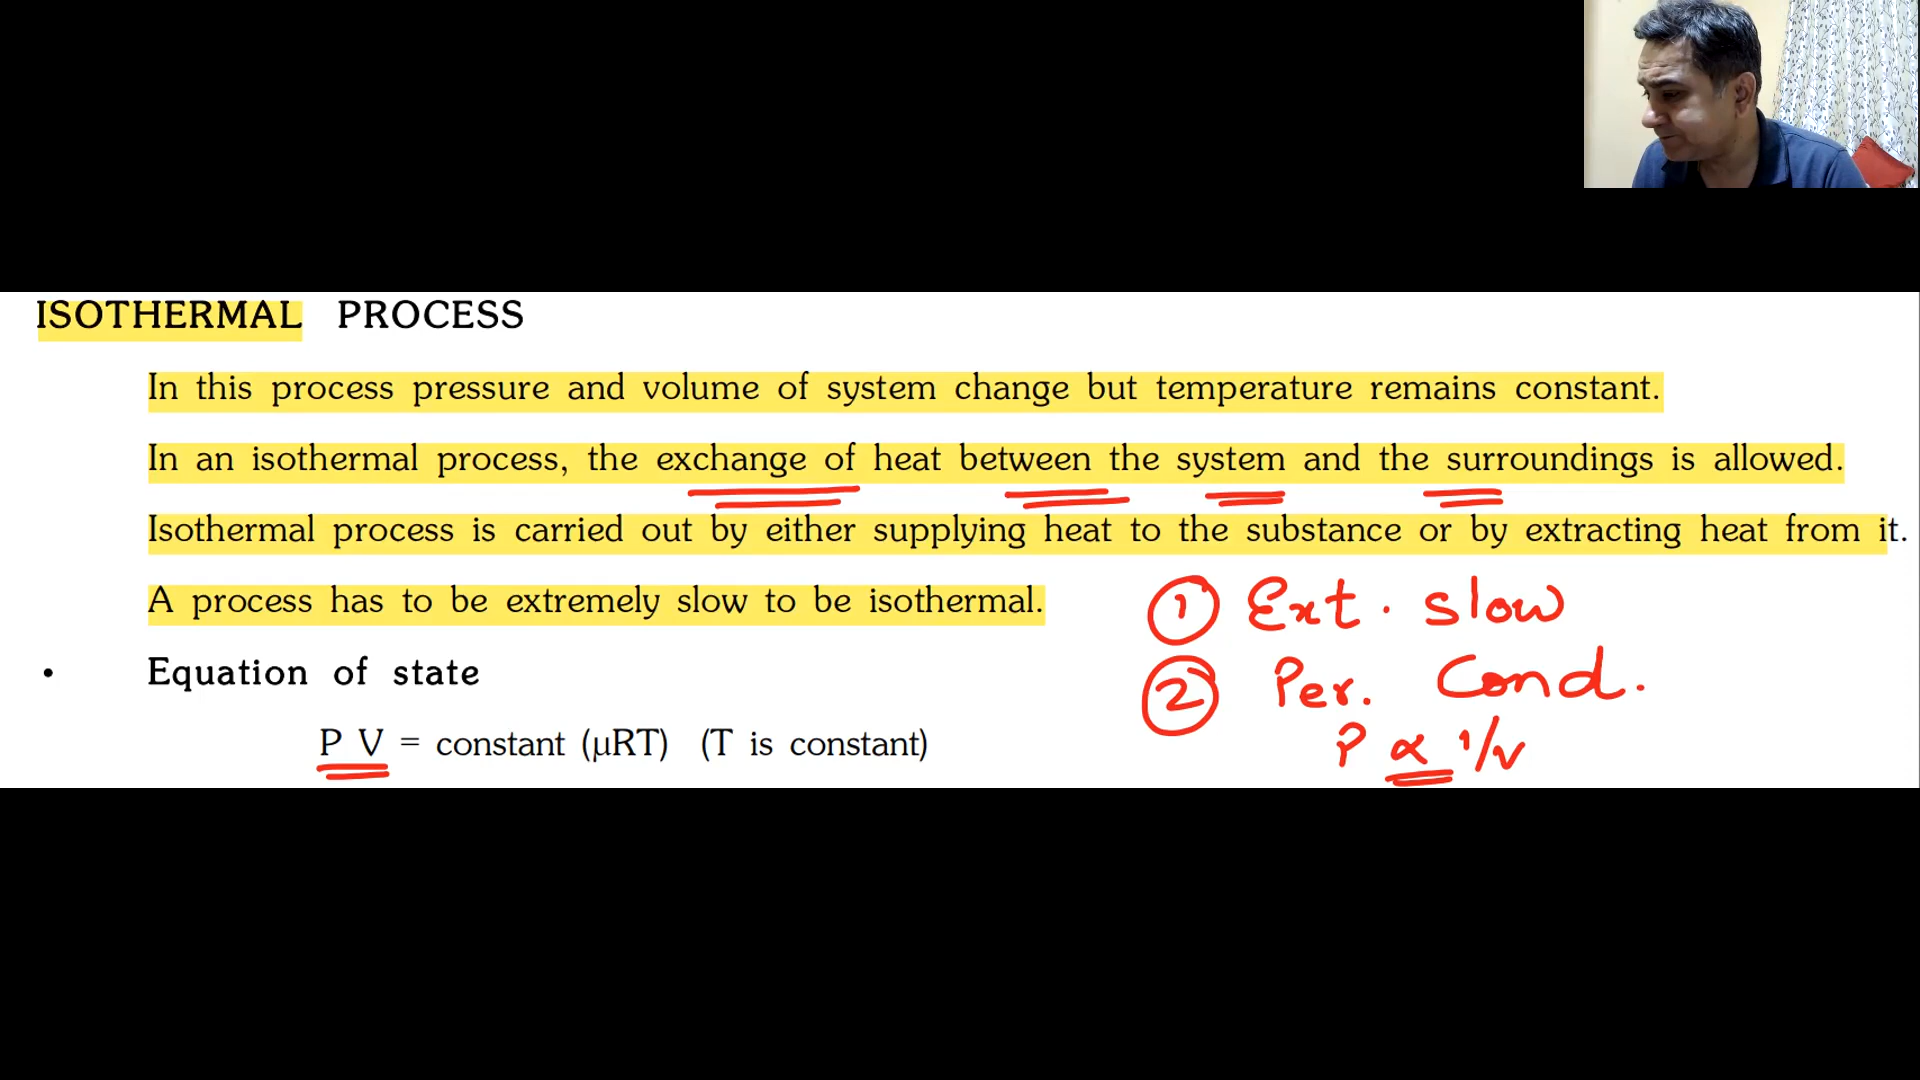 ISOTHERMAL PROCESS
In this process pressure and volume of system change but temperature remains constant.
In an isothermal process, the exchange of heat between the system and the surroundings is allowed.
Isothermal process is carried out by either supplying heat to the substance or by extracting heat from it.
A process has to be extremely slow to be isothermal.
① Ext. slow
• Equation of state
② Per. Cond.
P V = constant (μRT) (T is constant)
P ∝ 1/V